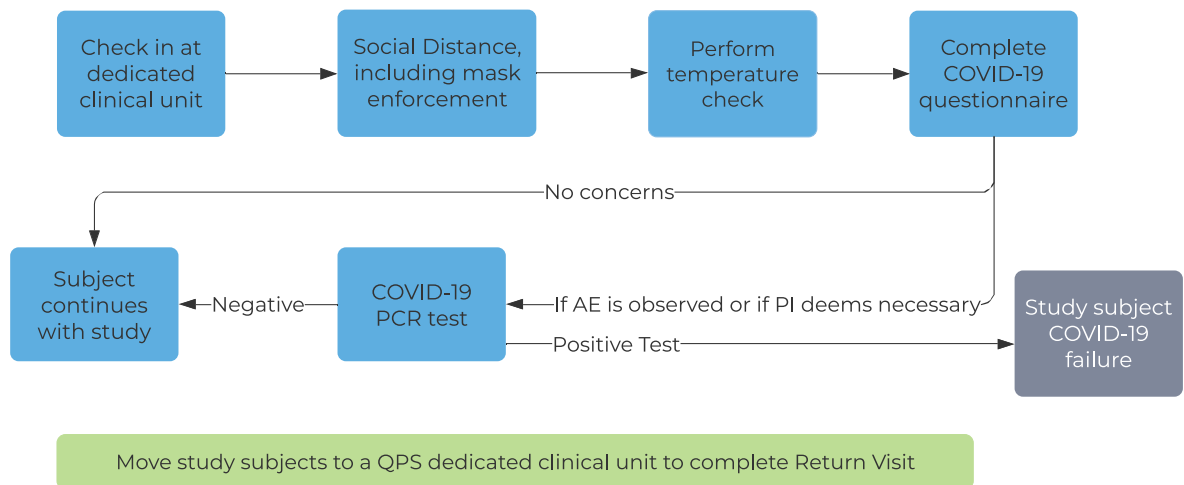 Check in at
dedicated
clinical unit
Social Distance,
including mask
enforcement
Perform
temperature
check
Complete
COVID-19
questionnaire
No concerns
Subject
continues
with study
Negative
COVID-19
PCR test
If AE is observed or if PI deems necessary
Positive Test
Study subject
COVID-19
failure
Move study subjects to a QPS dedicated clinical unit to complete Return Visit